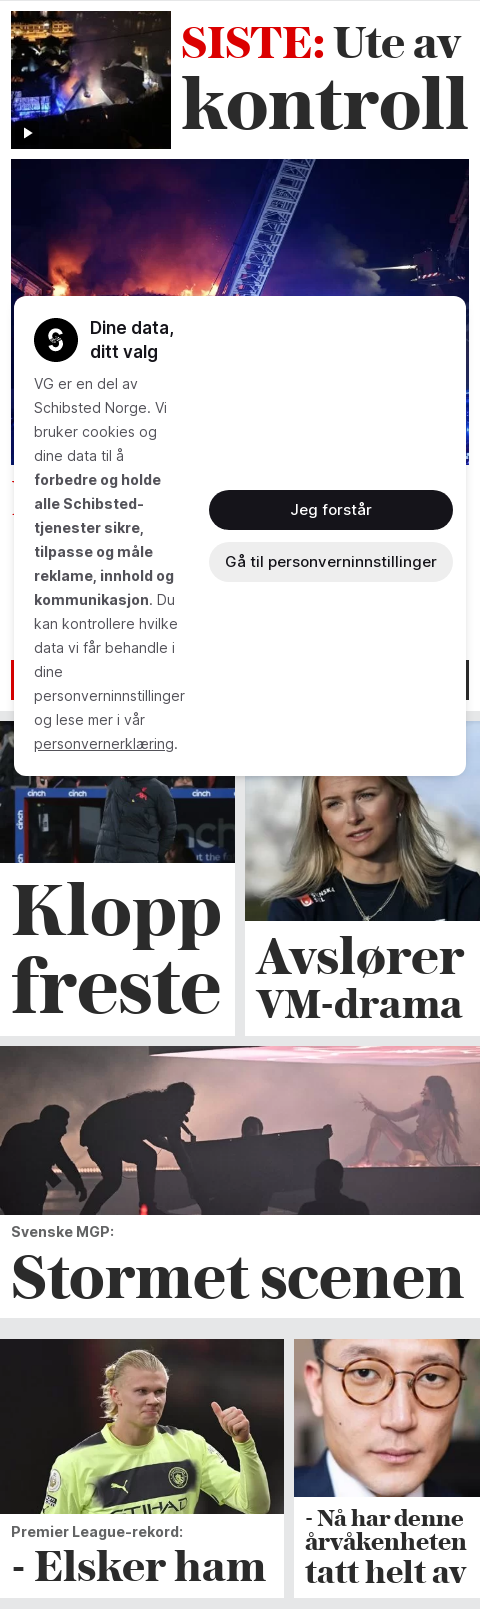 SISTE: Ute av
kontroll
Dine data,
ditt valg
VG er en del av
Schibsted Norge. Vi
bruker cookies og
dine data til å
forbedre og holde
alle Schibsted-
tjenester sikre,
tilpasse og måle
reklame, innhold og
kommunikasjon. Du
kan kontrollere hvilke
data vi får behandle i
dine
personverninnstillinger
og lese mer i vår
personvernerklæring.
Jeg forstår
Gå til personverninnstillinger
cinch
cinch
cinch
Klopp
freste
Avslører
VM-drama
Svenske MGP:
Stormet scenen
ETIHAD
Premier League-rekord:
- Elsker ham
- Nå har denne
årvåkenheten
tatt helt av